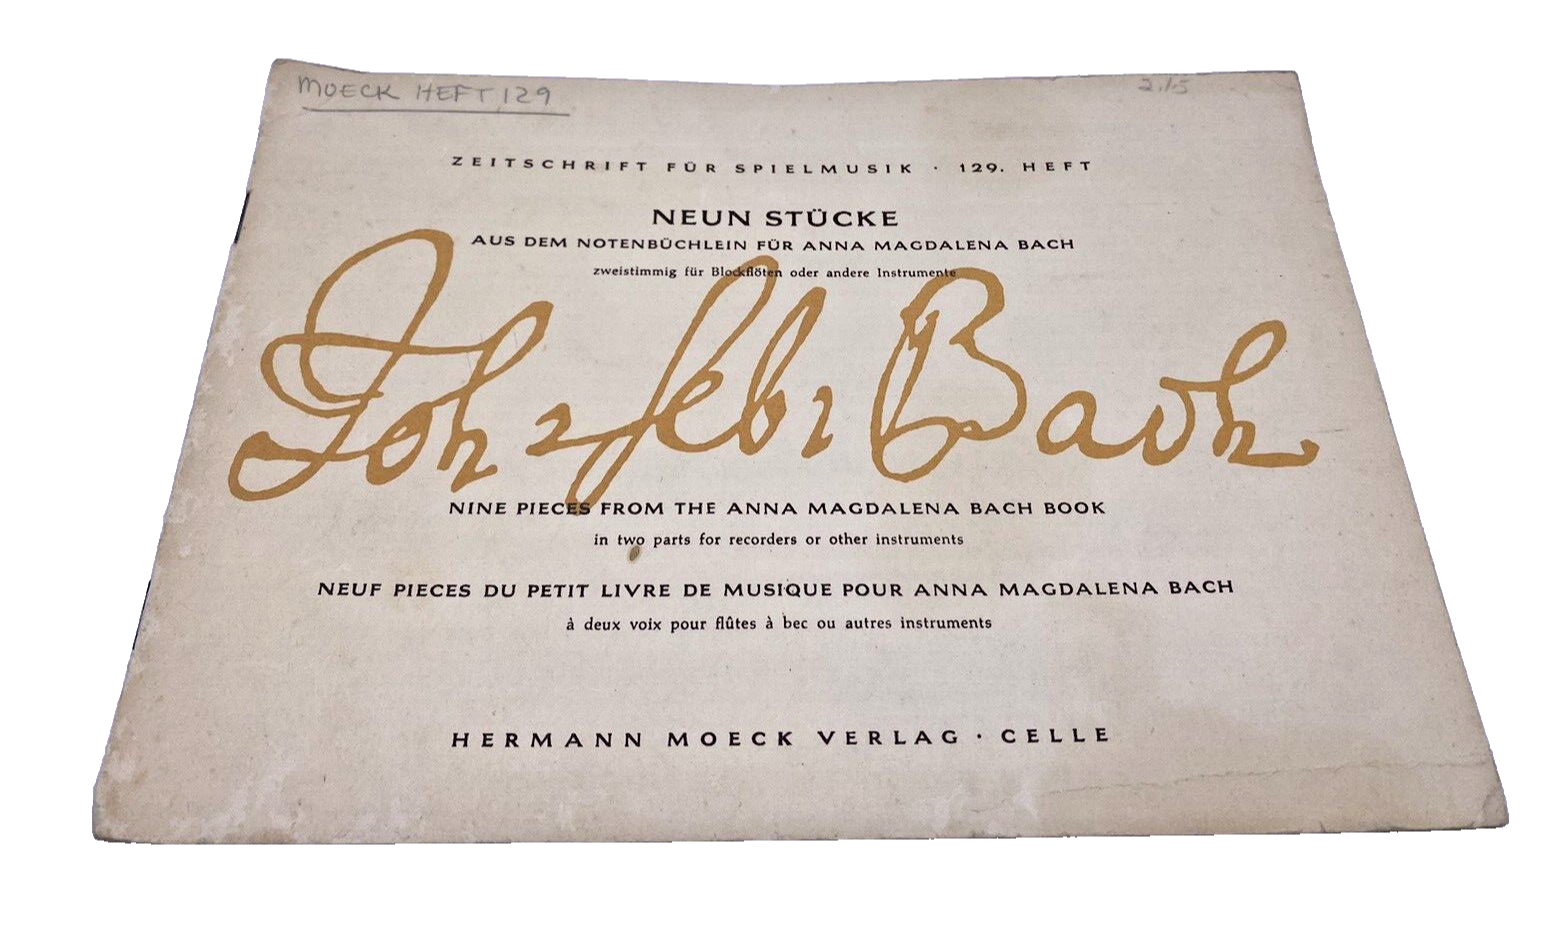 MOECK HEFT 129
2.15
ZEITSCHRIFT FÜR SPIELMUSIK · 129. HEFT
NEUN STÜCKE
AUS DEM NOTENBÜCHLEIN FÜR ANNA MAGDALENA BACH
zweistimmig für Blockflöten oder andere Instrumente
Joh. Seb. Bach
NINE PIECES FROM THE ANNA MAGDALENA BACH BOOK
in two parts for recorders or other instruments
NEUF PIECES DU PETIT LIVRE DE MUSIQUE POUR ANNA MAGDALENA BACH
à deux voix pour flûtes à bec ou autres instruments
HERMANN MOECK VERLAG · CELLE